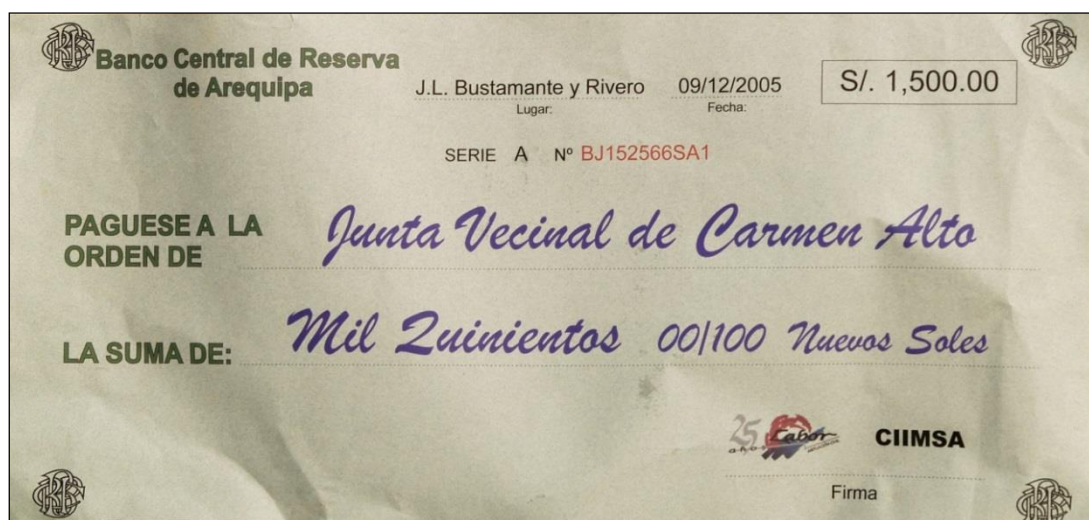 Banco Central de Reserva
de Arequipa
J.L. Bustamante y Rivero 09/12/2005 S/. 1,500.00
Lugar: Fecha:
SERIE A Nº BJ152566SA1
PAGUESE A LA
ORDEN DE
Junta Vecinal de Carmen Alto
LA SUMA DE: Mil Quinientos 00/100 Nuevos Soles
25 años Labor CIIMSA
Firma